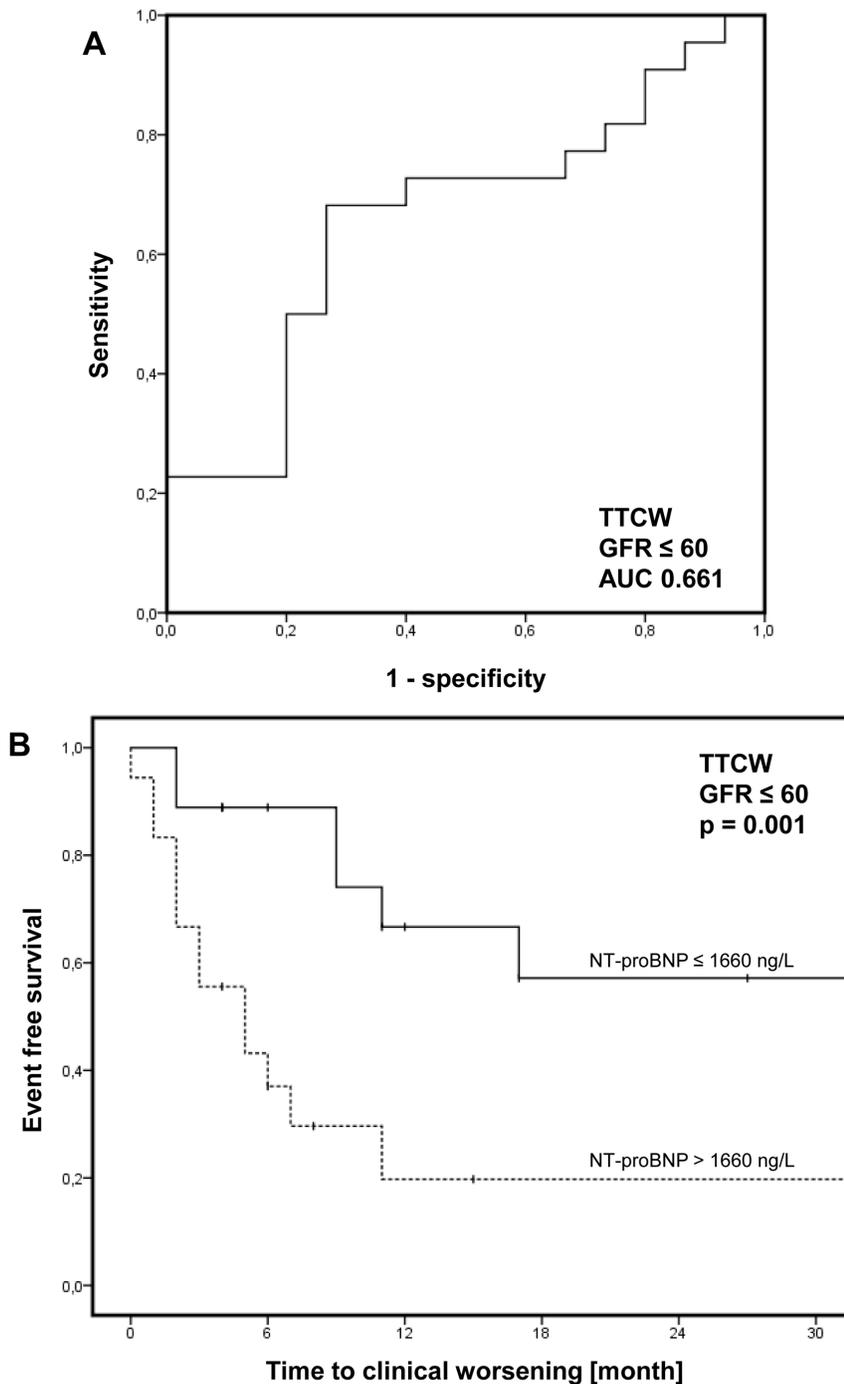 A
1,0
0,8
0,6
0,4
0,2
0,0
Sensitivity
TTCW
GFR ≤ 60
AUC 0.661
0,0 0,2 0,4 0,6 0,8 1,0
1 - specificity
B
1,0
0,8
0,6
0,4
0,2
0,0
Event free survival
TTCW
GFR ≤ 60
p = 0.001
NT-proBNP ≤ 1660 ng/L
NT-proBNP > 1660 ng/L
0 6 12 18 24 30
Time to clinical worsening [month]